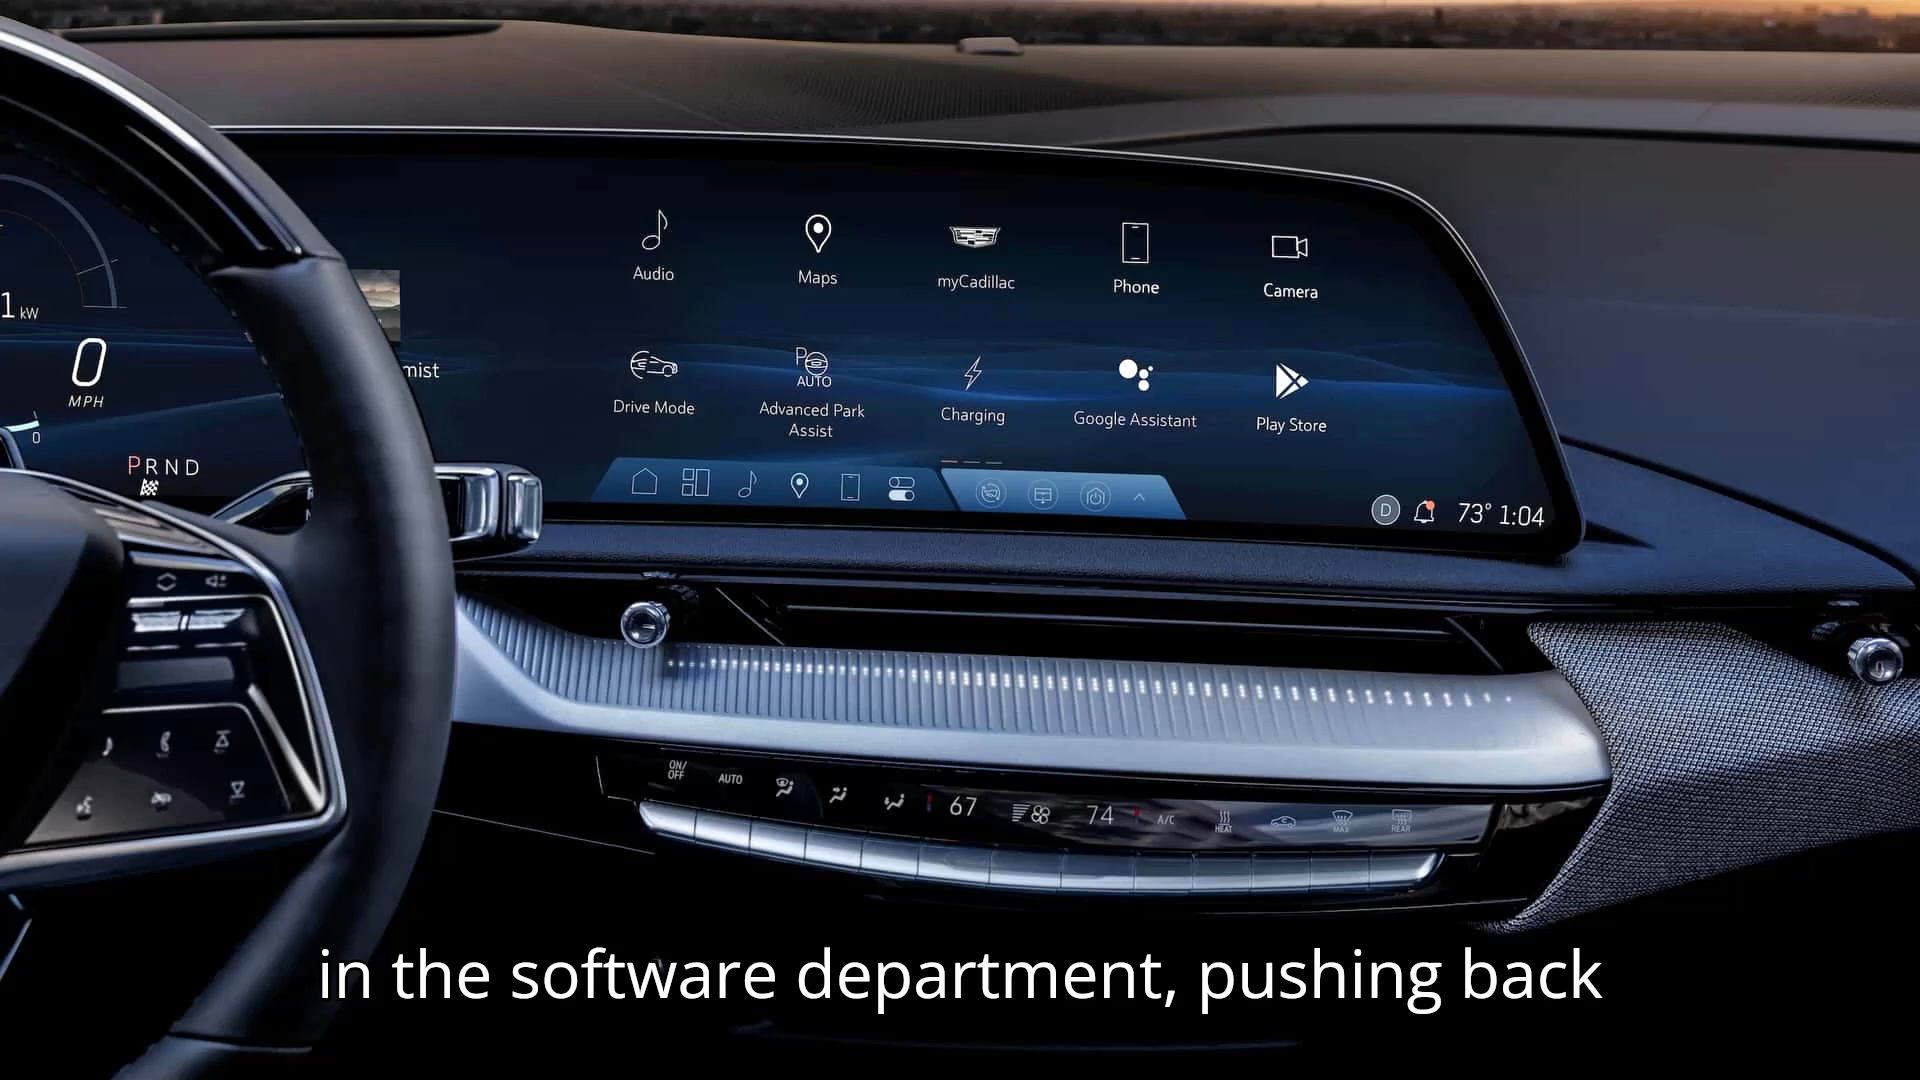 Audio
Maps
myCadillac
Phone
Camera
1 kW
0
MPH
mist
AUTO
Drive Mode
Advanced Park
Assist
Charging
Google Assistant
Play Store
0
PRND
D
73° 1:04
ON/
OFF
AUTO
67
74
A/C
HEAT
MAX
REAR
in the software department, pushing back